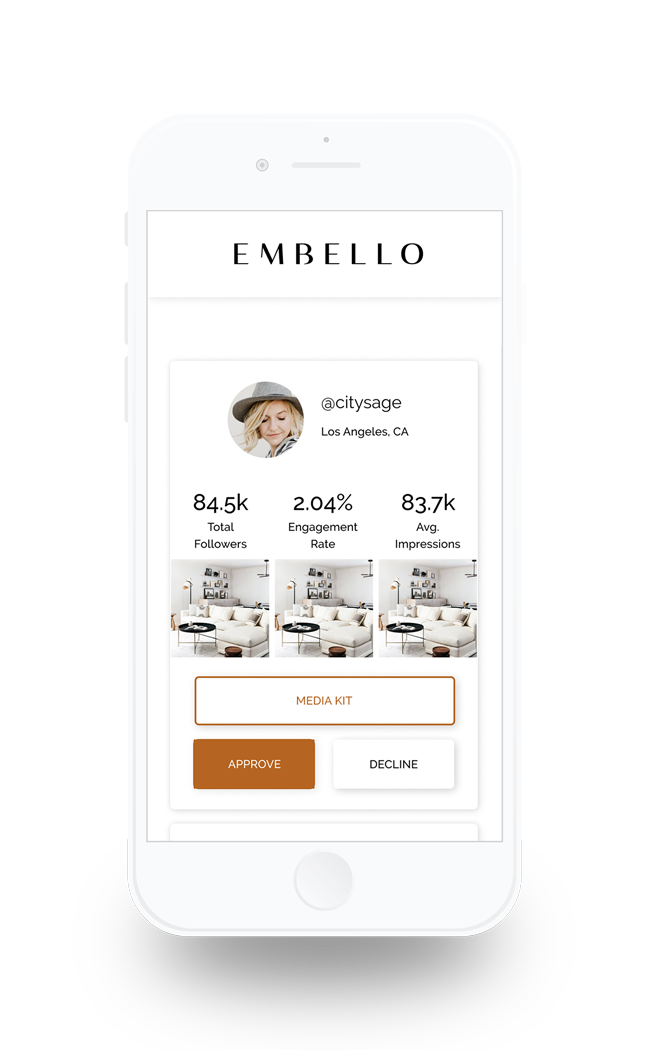 EMBELLO
@citysage
Los Angeles, CA
84.5k
Total
Followers
2.04%
Engagement
Rate
83.7k
Avg.
Impressions
MEDIA KIT
APPROVE
DECLINE